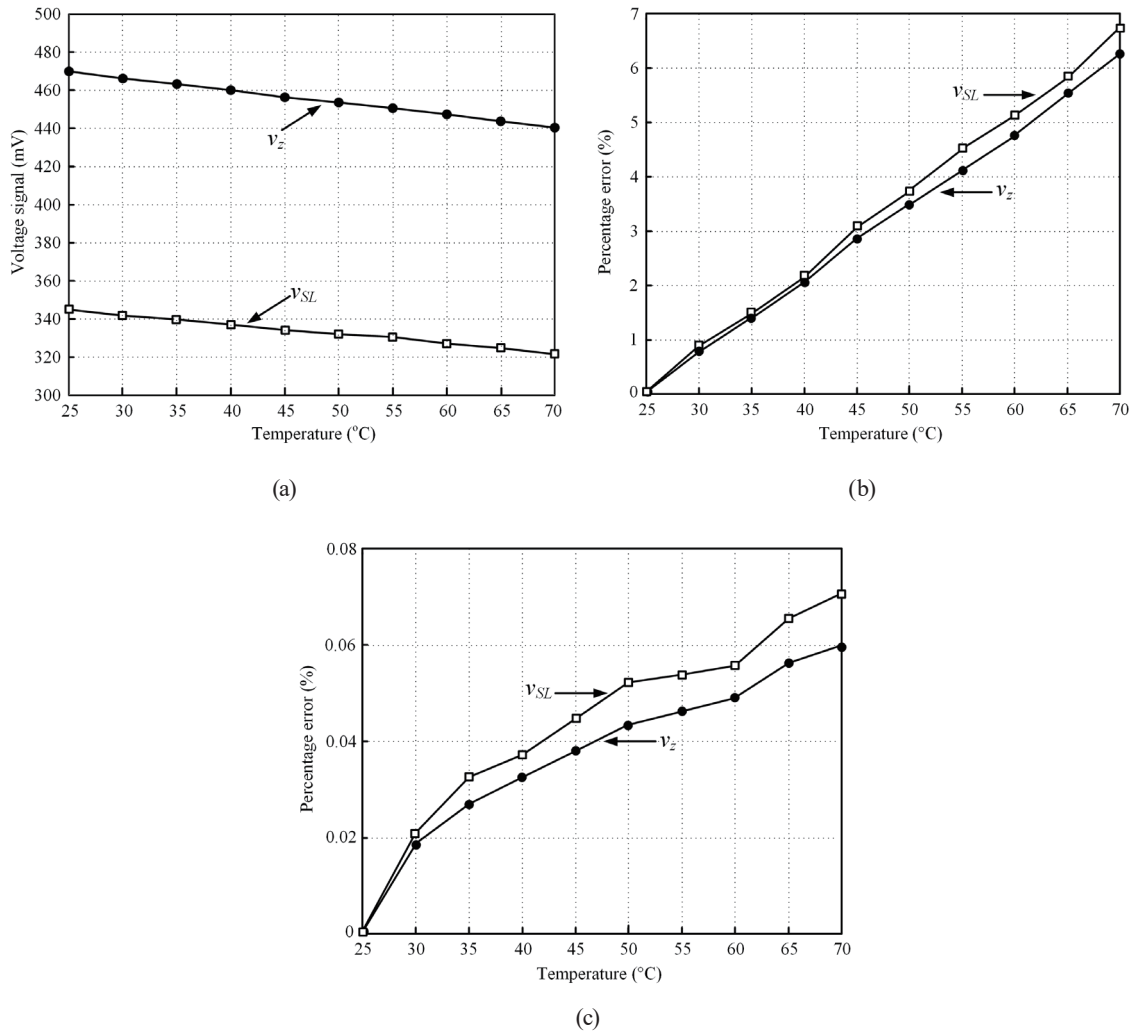 500
480
460
440
420
400
380
360
340
320
300
Voltage signal (mV)
v_z
v_SL
25 30 35 40 45 50 55 60 65 70
Temperature (°C)
(a)
7
6
5
4
3
2
1
0
Percentage error (%)
v_SL
v_z
25 30 35 40 45 50 55 60 65 70
Temperature (°C)
(b)
0.08
0.06
0.04
0.02
0
Percentage error (%)
v_SL
v_z
25 30 35 40 45 50 55 60 65 70
Temperature (°C)
(c)